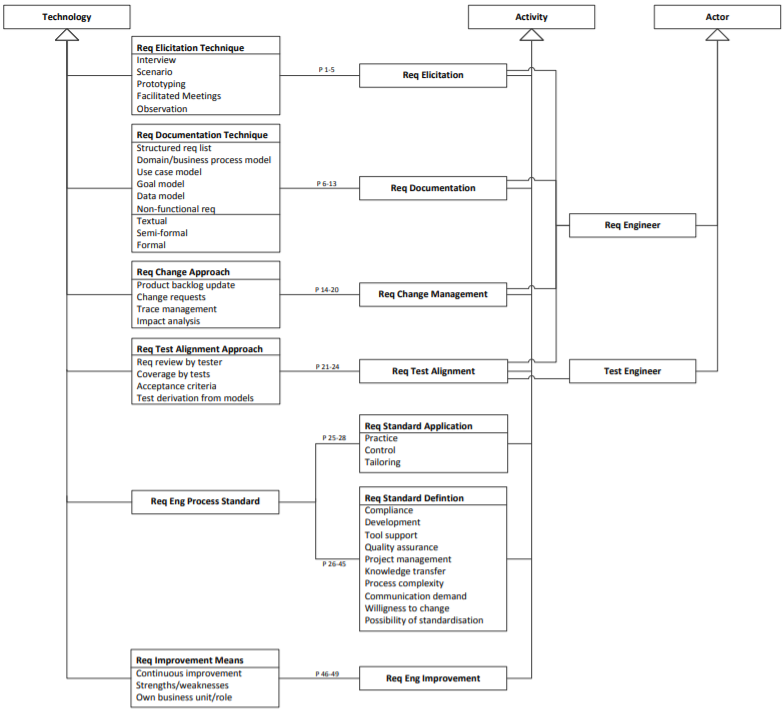 Technology
Activity
Actor
Req Elicitation Technique
Interview
Scenario
Prototyping
Facilitated Meetings
Observation
P 1-5
Req Elicitation
Req Documentation Technique
Structured req list
Domain/business process model
Use case model
Goal model
Data model
Non-functional req
Textual
Semi-formal
Formal
P 6-13
Req Documentation
Req Engineer
Req Change Approach
Product backlog update
Change requests
Trace management
Impact analysis
P 14-20
Req Change Management
Req Test Alignment Approach
Req review by tester
Coverage by tests
Acceptance criteria
Test derivation from models
P 21-24
Req Test Alignment
Test Engineer
Req Eng Process Standard
P 25-28
Req Standard Application
Practice
Control
Tailoring
P 26-45
Req Standard Defintion
Compliance
Development
Tool support
Quality assurance
Project management
Knowledge transfer
Process complexity
Communication demand
Willigness to change
Possibility of standardisation
Req Improvement Means
Continuous improvement
Strengths/weaknesses
Own business unit/role
P 46-49
Req Eng Improvement